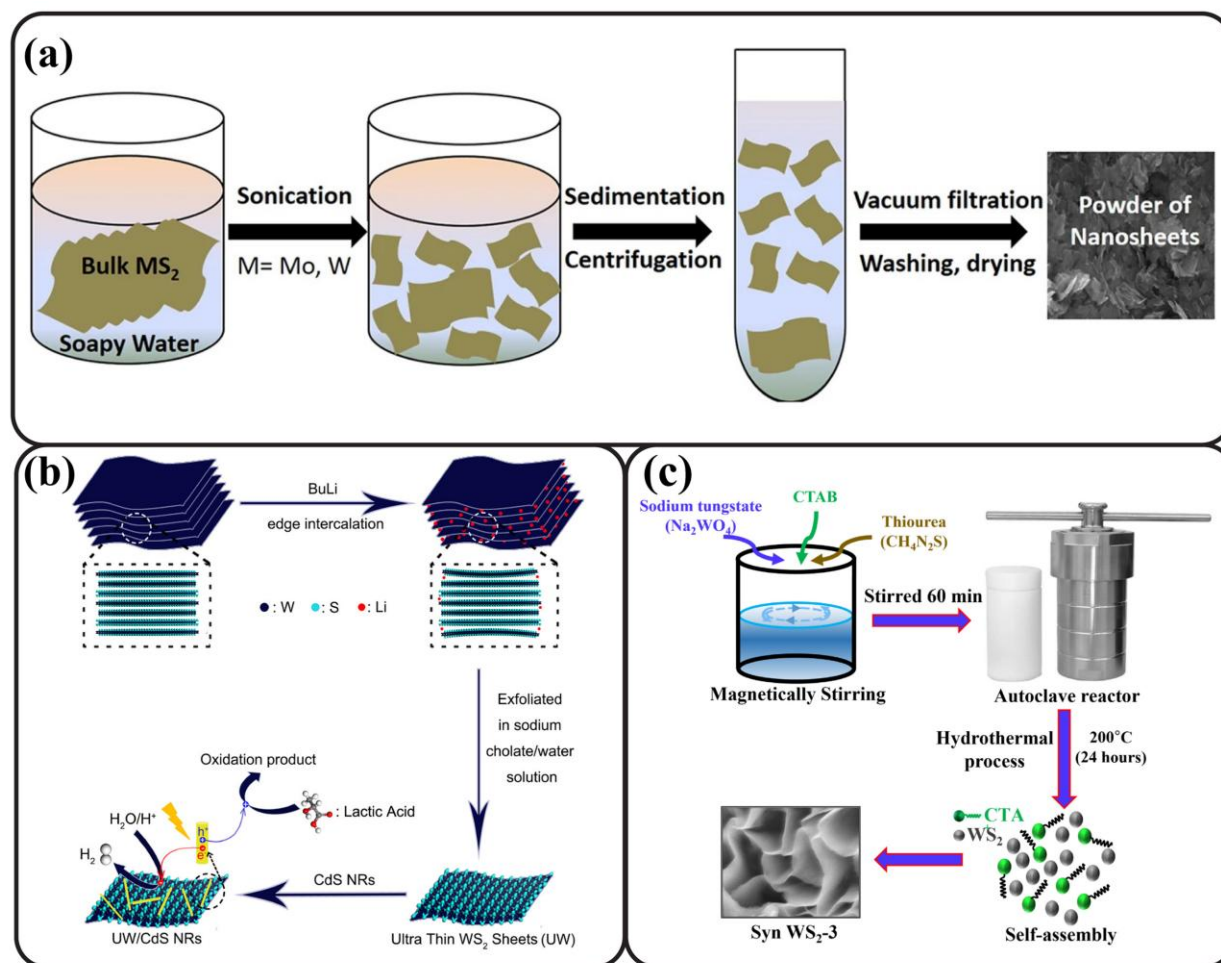 (a)
Bulk MS₂
Soapy Water
Sonication
M= Mo, W
Sedimentation
Centrifugation
Vacuum filtration
Washing, drying
Powder of
Nanosheets
(b)
BuLi
edge intercalation
: W
: S
: Li
Exfoliated
in sodium
cholate/water
solution
Ultra Thin WS₂ Sheets (UW)
CdS NRs
UW/CdS NRs
H₂O/H⁺
H₂
h⁺
e⁻
Oxidation product
: Lactic Acid
(c)
Sodium tungstate
(Na₂WO₄)
CTAB
Thiourea
(CH₄N₂S)
Magnetically Stirring
Stirred 60 min
Autoclave reactor
Hydrothermal
process
200°C
(24 hours)
CTA
WS₂
Self-assembly
Syn WS₂-3